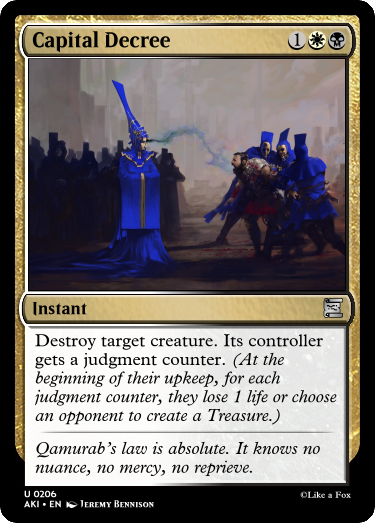 Capital Decree 1
Instant
Destroy target creature. Its controller
gets a judgment counter. (At the
beginning of their upkeep, for each
judgment counter, they lose 1 life or choose
an opponent to create a Treasure.)
Qamurab's law is absolute. It knows no
nuance, no mercy, no reprieve.
U 0206
AKI • EN Jeremy Bennison
©Like a Fox